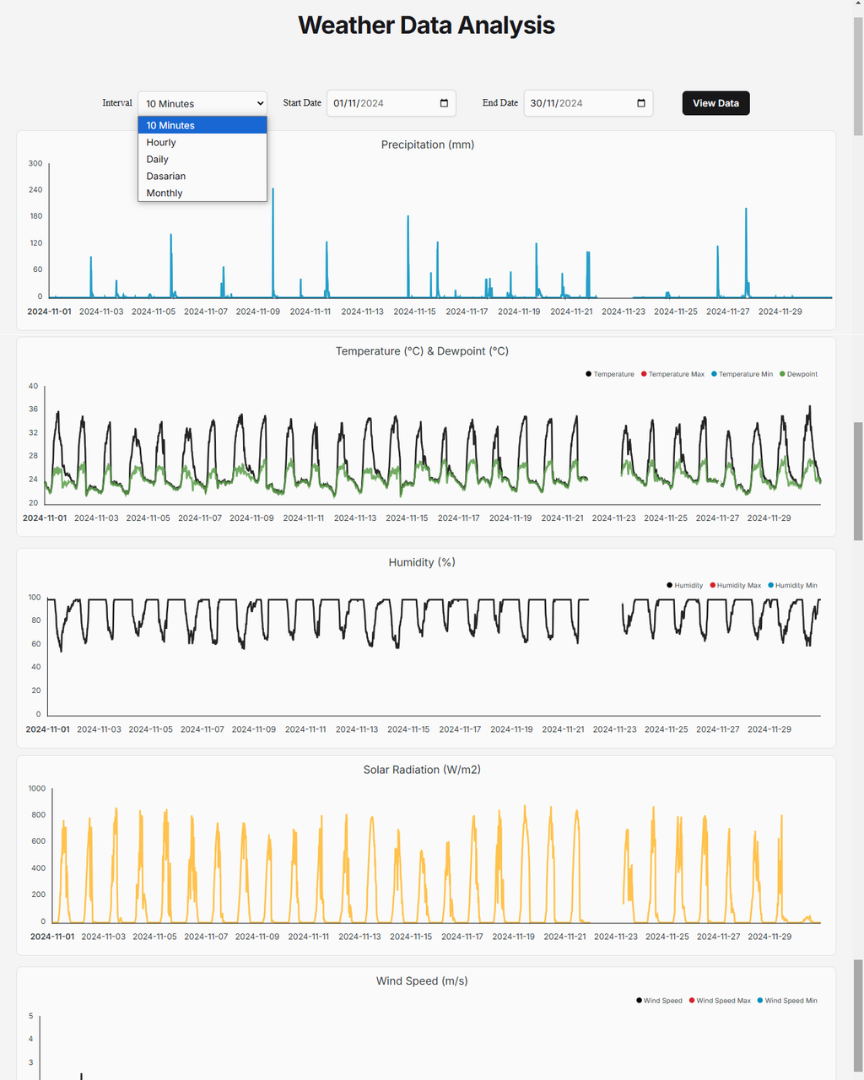 Weather Data Analysis
Interval 10 Minutes Start Date 01/11/2024 End Date 30/11/2024 View Data
10 Minutes
Hourly
Daily
Dasarian
Monthly
Precipitation (mm)
300
240
180
120
60
0
2024-11-01 2024-11-03 2024-11-05 2024-11-07 2024-11-09 2024-11-11 2024-11-13 2024-11-15 2024-11-17 2024-11-19 2024-11-21 2024-11-23 2024-11-25 2024-11-27 2024-11-29
Temperature (°C) & Dewpoint (°C)
Temperature Temperature Max Temperature Min Dewpoint
40
36
32
28
24
20
2024-11-01 2024-11-03 2024-11-05 2024-11-07 2024-11-09 2024-11-11 2024-11-13 2024-11-15 2024-11-17 2024-11-19 2024-11-21 2024-11-23 2024-11-25 2024-11-27 2024-11-29
Humidity (%)
Humidity Humidity Max Humidity Min
100
80
60
40
20
0
2024-11-01 2024-11-03 2024-11-05 2024-11-07 2024-11-09 2024-11-11 2024-11-13 2024-11-15 2024-11-17 2024-11-19 2024-11-21 2024-11-23 2024-11-25 2024-11-27 2024-11-29
Solar Radiation (W/m2)
1000
800
600
400
200
0
2024-11-01 2024-11-03 2024-11-05 2024-11-07 2024-11-09 2024-11-11 2024-11-13 2024-11-15 2024-11-17 2024-11-19 2024-11-21 2024-11-23 2024-11-25 2024-11-27 2024-11-29
Wind Speed (m/s)
Wind Speed Wind Speed Max Wind Speed Min
5
4
3